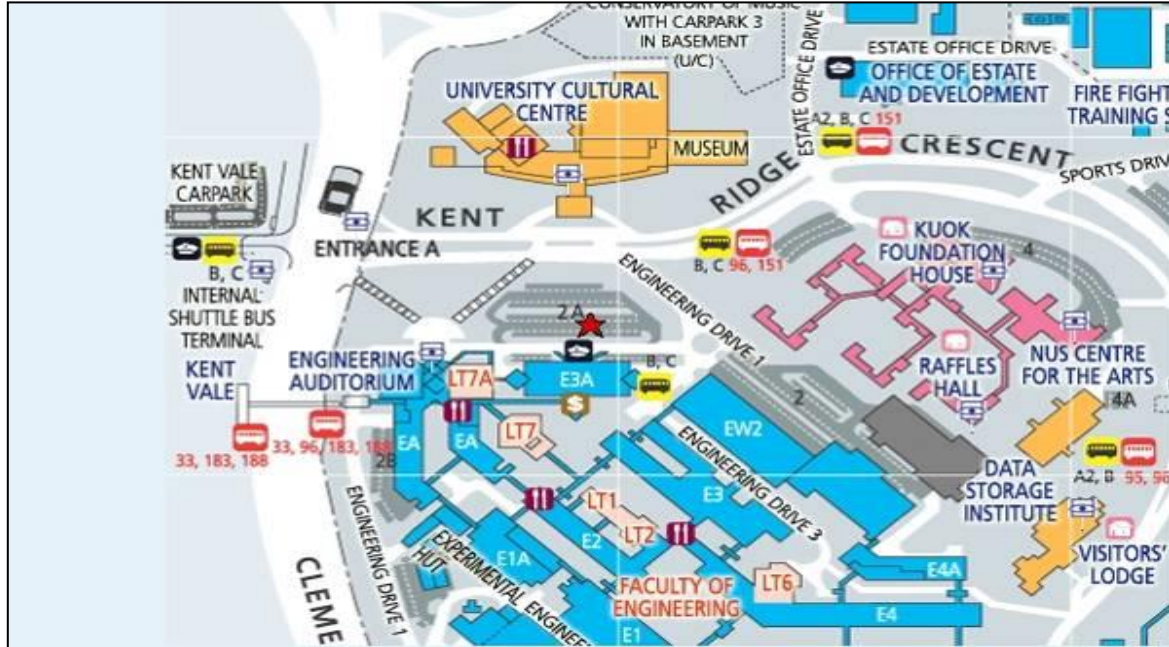 CONSERVATORY OF MUSIC
WITH CARPARK 3
IN BASEMENT
(U/C)
ESTATE OFFICE DRIVE
ESTATE OFFICE DRIVE
OFFICE OF ESTATE
AND DEVELOPMENT
FIRE FIGHT
TRAINING S
A2, B, C 151
UNIVERSITY CULTURAL
CENTRE
MUSEUM
KENT RIDGE CRESCENT
SPORTS DRIV
KENT VALE
CARPARK
ENTRANCE A
B, C
INTERNAL
SHUTTLE BUS
TERMINAL
B, C 96, 151
KUOK
FOUNDATION
HOUSE
4
ENGINEERING DRIVE 1
2A
KENT
VALE
ENGINEERING
AUDITORIUM
LT7A
E3A
$
B, C
RAFFLES
HALL
NUS CENTRE
FOR THE ARTS
4A
2
EW2
LT7
EA
EA
33, 183, 188
33, 96, 183, 188
2B
A2, B 95, 96
DATA
STORAGE
INSTITUTE
ENGINEERING DRIVE 3
E3
LT1
LT2
E2
E1A
ENGINEERING DRIVE 1
EXPERIMENTAL ENGINEE
HUT
FACULTY OF
ENGINEERING
LT6
E4A
E4
E1
VISITORS'
LODGE
CLEME